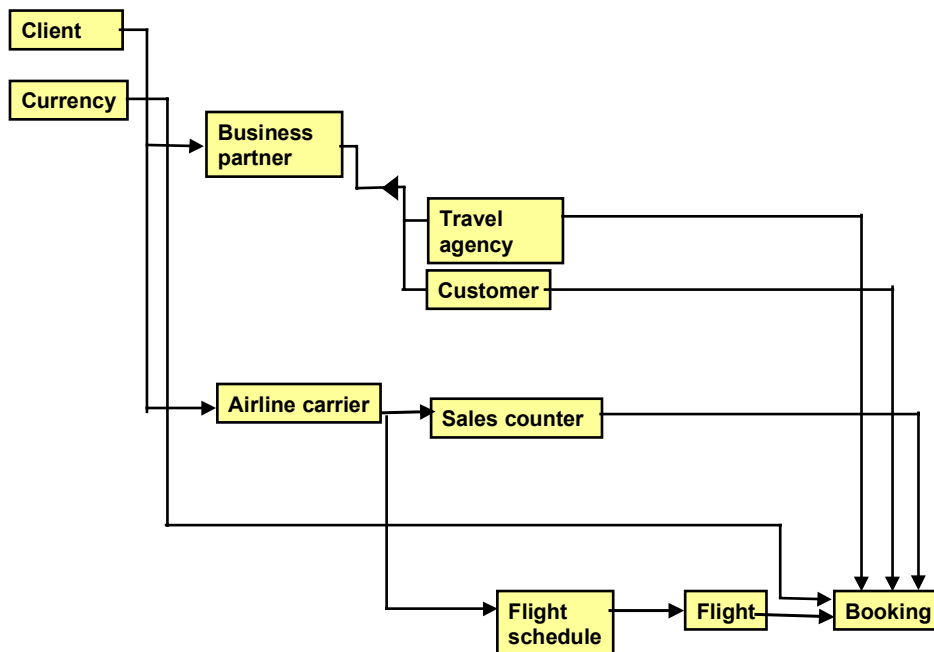 Client
Currency
Business
partner
Travel
agency
Customer
Airline carrier
Sales counter
Flight
schedule
Flight
Booking